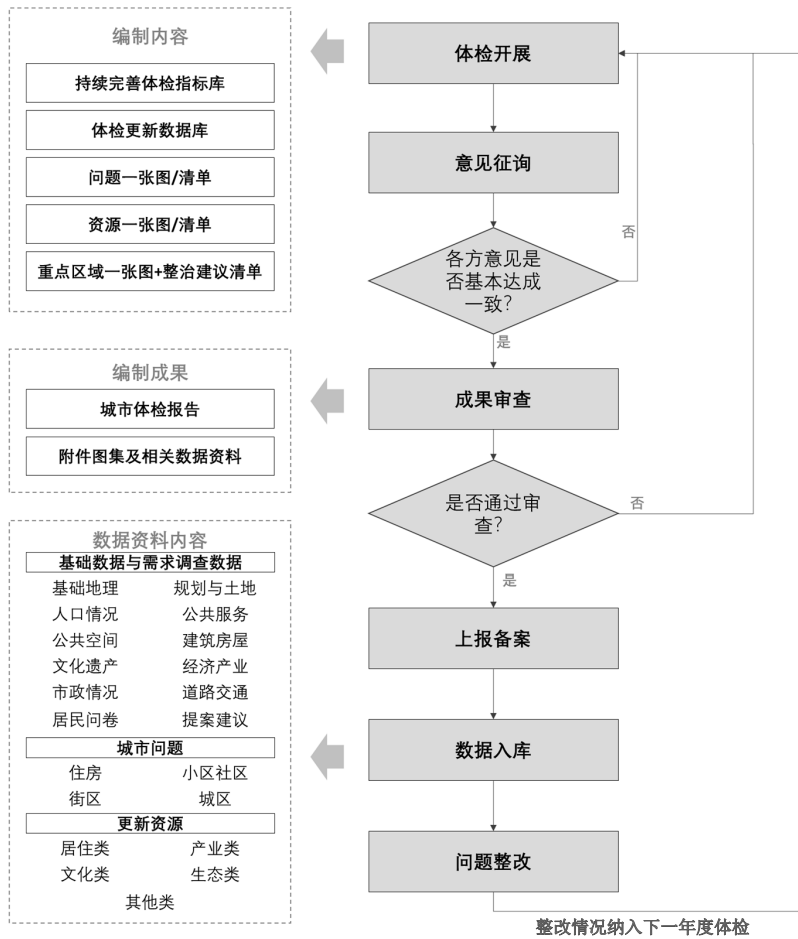 编制内容
持续完善体检指标库
体检更新数据库
问题一张图/清单
资源一张图/清单
重点区域一张图+整治建议清单
编制成果
城市体检报告
附件图集及相关数据资料
数据资料内容
基础数据与需求调查数据
基础地理 规划与土地
人口情况 公共服务
公共空间 建筑房屋
文化遗产 经济产业
市政情况 道路交通
居民问卷 提案建议
城市问题
住房 小区社区
街区 城区
更新资源
居住类 产业类
文化类 生态类
其他类
体检开展
意见征询
各方意见是
否基本达成
一致？
否
是
成果审查
是否通过审
查？
否
是
上报备案
数据入库
问题整改
整改情况纳入下一年度体检